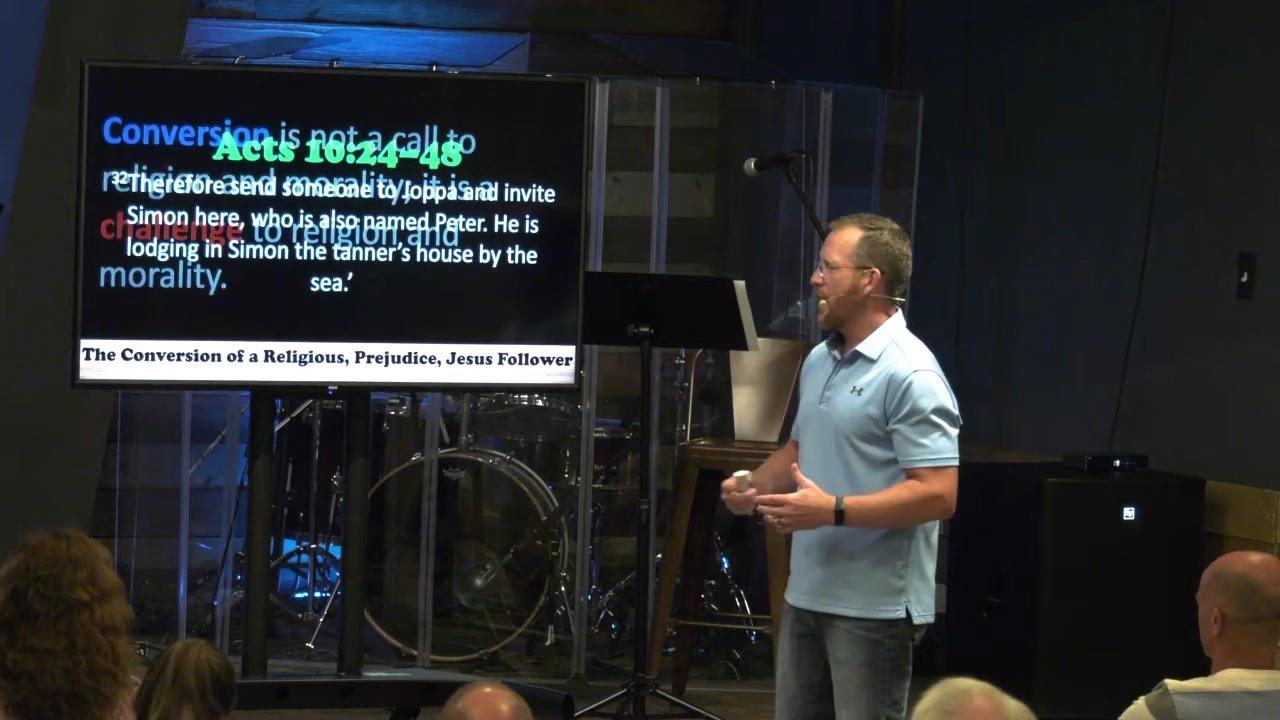 Conversion is not a call to
religion and morality, it is a
challenge to religion and
morality.
Acts 10:24–48
³²Therefore send someone to Joppa and invite
Simon here, who is also named Peter. He is
lodging in Simon the tanner’s house by the
sea.’
The Conversion of a Religious, Prejudice, Jesus Follower